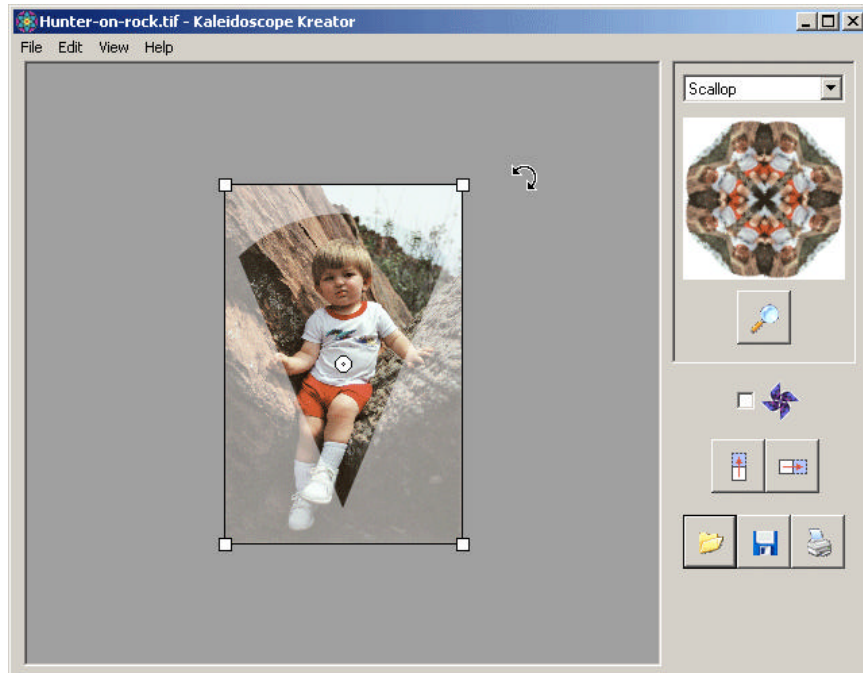 Hunter-on-rock.tif - Kaleidoscope Kreator
File Edit View Help
Scallop